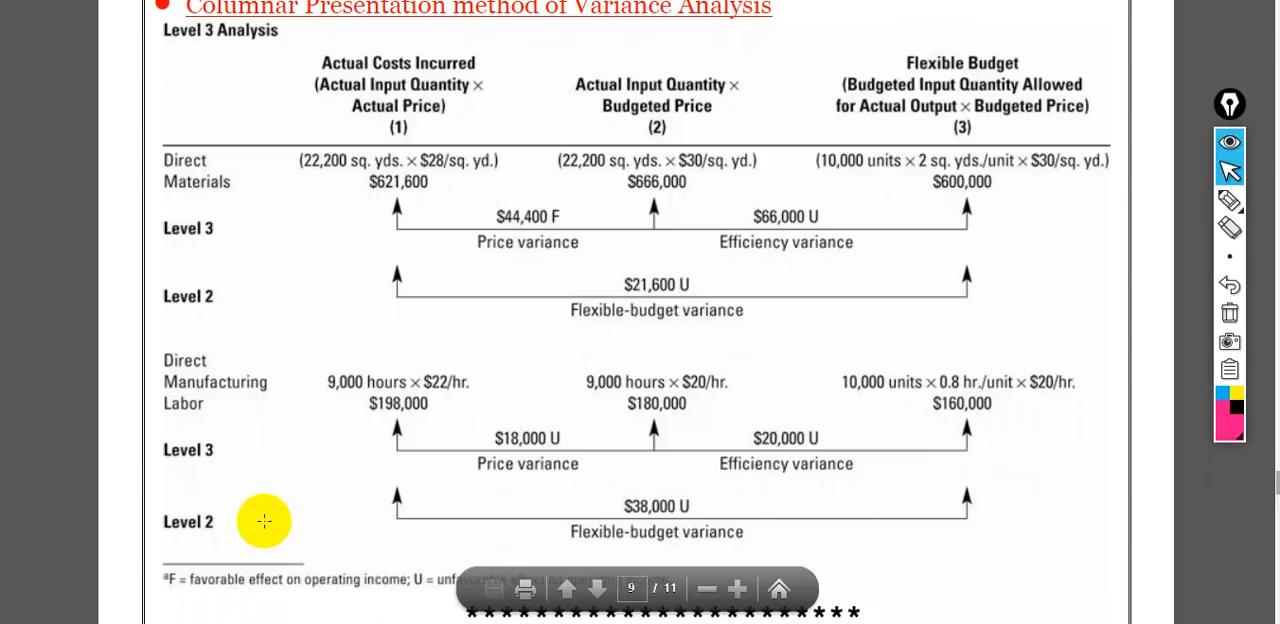 Columnar Presentation method of Variance Analysis
Level 3 Analysis
Actual Costs Incurred
(Actual Input Quantity ×
Actual Price)
(1)
Actual Input Quantity ×
Budgeted Price
(2)
Flexible Budget
(Budgeted Input Quantity Allowed
for Actual Output × Budgeted Price)
(3)
Direct
Materials
(22,200 sq. yds. × $28/sq. yd.)
$621,600
(22,200 sq. yds. × $30/sq. yd.)
$666,000
(10,000 units × 2 sq. yds./unit × $30/sq. yd.)
$600,000
Level 3
$44,400 F
Price variance
$66,000 U
Efficiency variance
Level 2
$21,600 U
Flexible-budget variance
Direct
Manufacturing
Labor
9,000 hours × $22/hr.
$198,000
9,000 hours × $20/hr.
$180,000
10,000 units × 0.8 hr./unit × $20/hr.
$160,000
Level 3
$18,000 U
Price variance
$20,000 U
Efficiency variance
Level 2
$38,000 U
Flexible-budget variance
ᵃF = favorable effect on operating income; U =
9 / 11